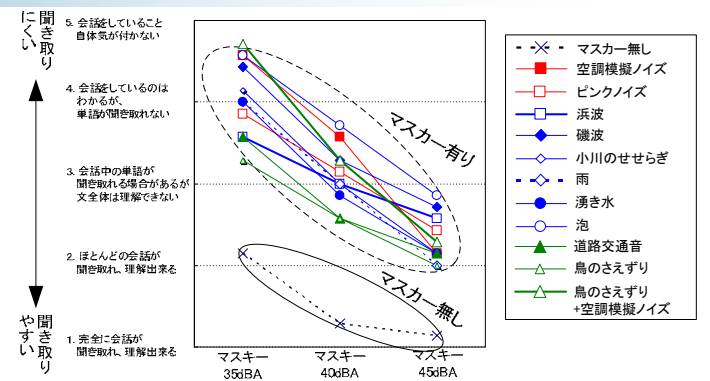 聞き取り
にくい
聞き取り
やすい
5. 会話をしていること
自体気が付かない
4. 会話をしているのは
わかるが、
単語が聞き取れない
3. 会話中の単語が
聞き取れる場合があるが
文全体は理解できない
2. ほとんどの会話が
聞き取れ、理解出来る
1. 完全に会話が
聞き取れ、理解出来る
マスカー有り
マスカー無し
マスキー
35dBA
マスキー
40dBA
マスキー
45dBA
マスカー無し
空調模擬ノイズ
ピンクノイズ
浜波
磯波
小川のせせらぎ
雨
湧き水
泡
道路交通音
鳥のさえずり
鳥のさえずり
+空調模擬ノイズ